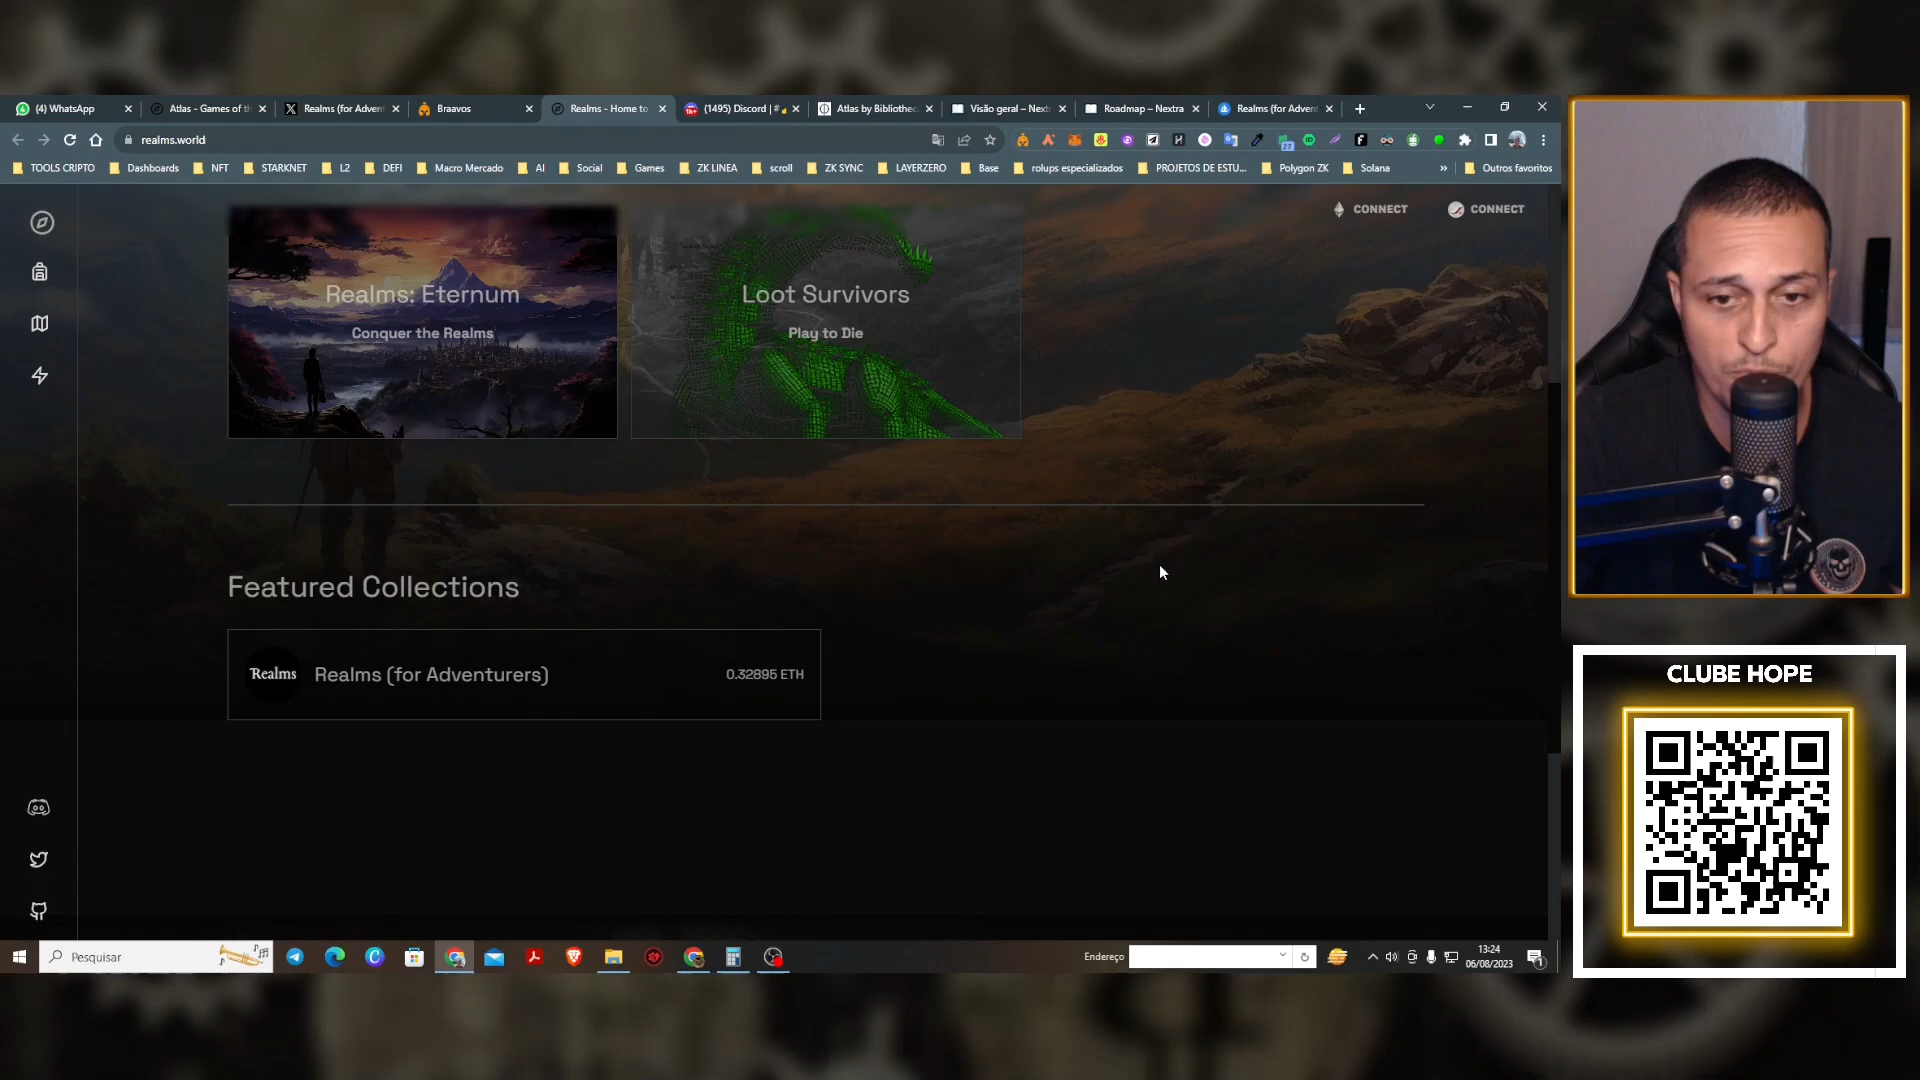 (4) WhatsApp
Atlas - Games of t
Realms (for Adven
Braavos
Realms - Home to
(1495) Discord | #
Atlas by Bibliothec
Visão geral – Next
Roadmap – Nextra
Realms (for Adven
realms.world
TOOLS CRIPTO
Dashboards
NFT
STARKNET
L2
DEFI
Macro Mercado
AI
Social
Games
ZK LINEA
scroll
ZK SYNC
LAYERZERO
Base
rolups especializados
PROJETOS DE ESTU...
Polygon ZK
Solana
»
Outros favoritos
CONNECT
CONNECT
Realms: Eternum
Conquer the Realms
Loot Survivors
Play to Die
Featured Collections
Realms
Realms (for Adventurers)
0.32895 ETH
CLUBE HOPE
Pesquisar
Endereço
13:24
06/08/2023